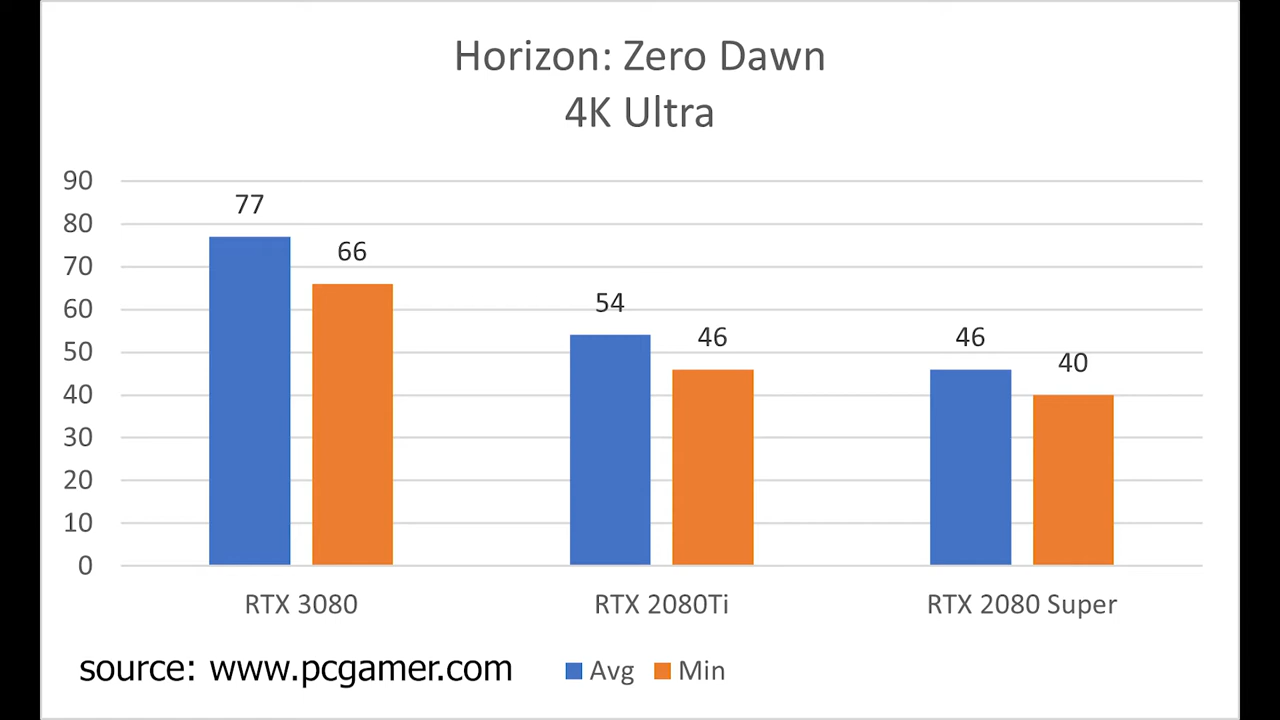 Horizon: Zero Dawn
4K Ultra
90
80
70
60
50
40
30
20
10
0
77
66
54
46
46
40
RTX 3080
RTX 2080Ti
RTX 2080 Super
source: www.pcgamer.com
Avg
Min